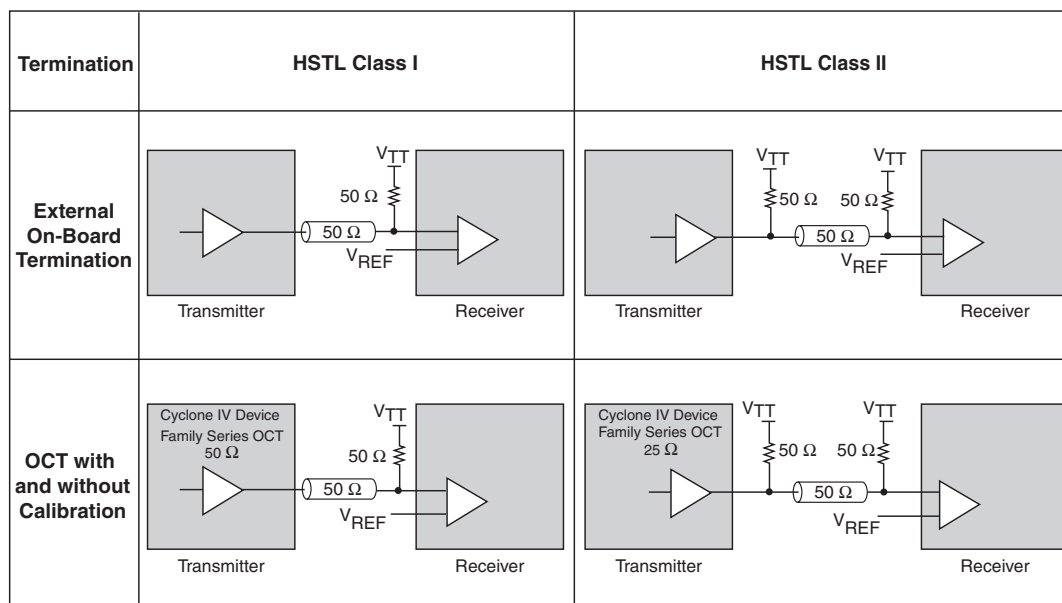 Termination
HSTL Class I
HSTL Class II
External
On-Board
Termination
VTT
50 Ω
50 Ω
VREF
Transmitter
Receiver
VTT
VTT
50 Ω
50 Ω
50 Ω
VREF
Transmitter
Receiver
OCT with
and without
Calibration
Cyclone IV Device
Family Series OCT
50 Ω
VTT
50 Ω
50 Ω
VREF
Transmitter
Receiver
Cyclone IV Device
Family Series OCT
25 Ω
VTT
VTT
50 Ω
50 Ω
50 Ω
VREF
Transmitter
Receiver